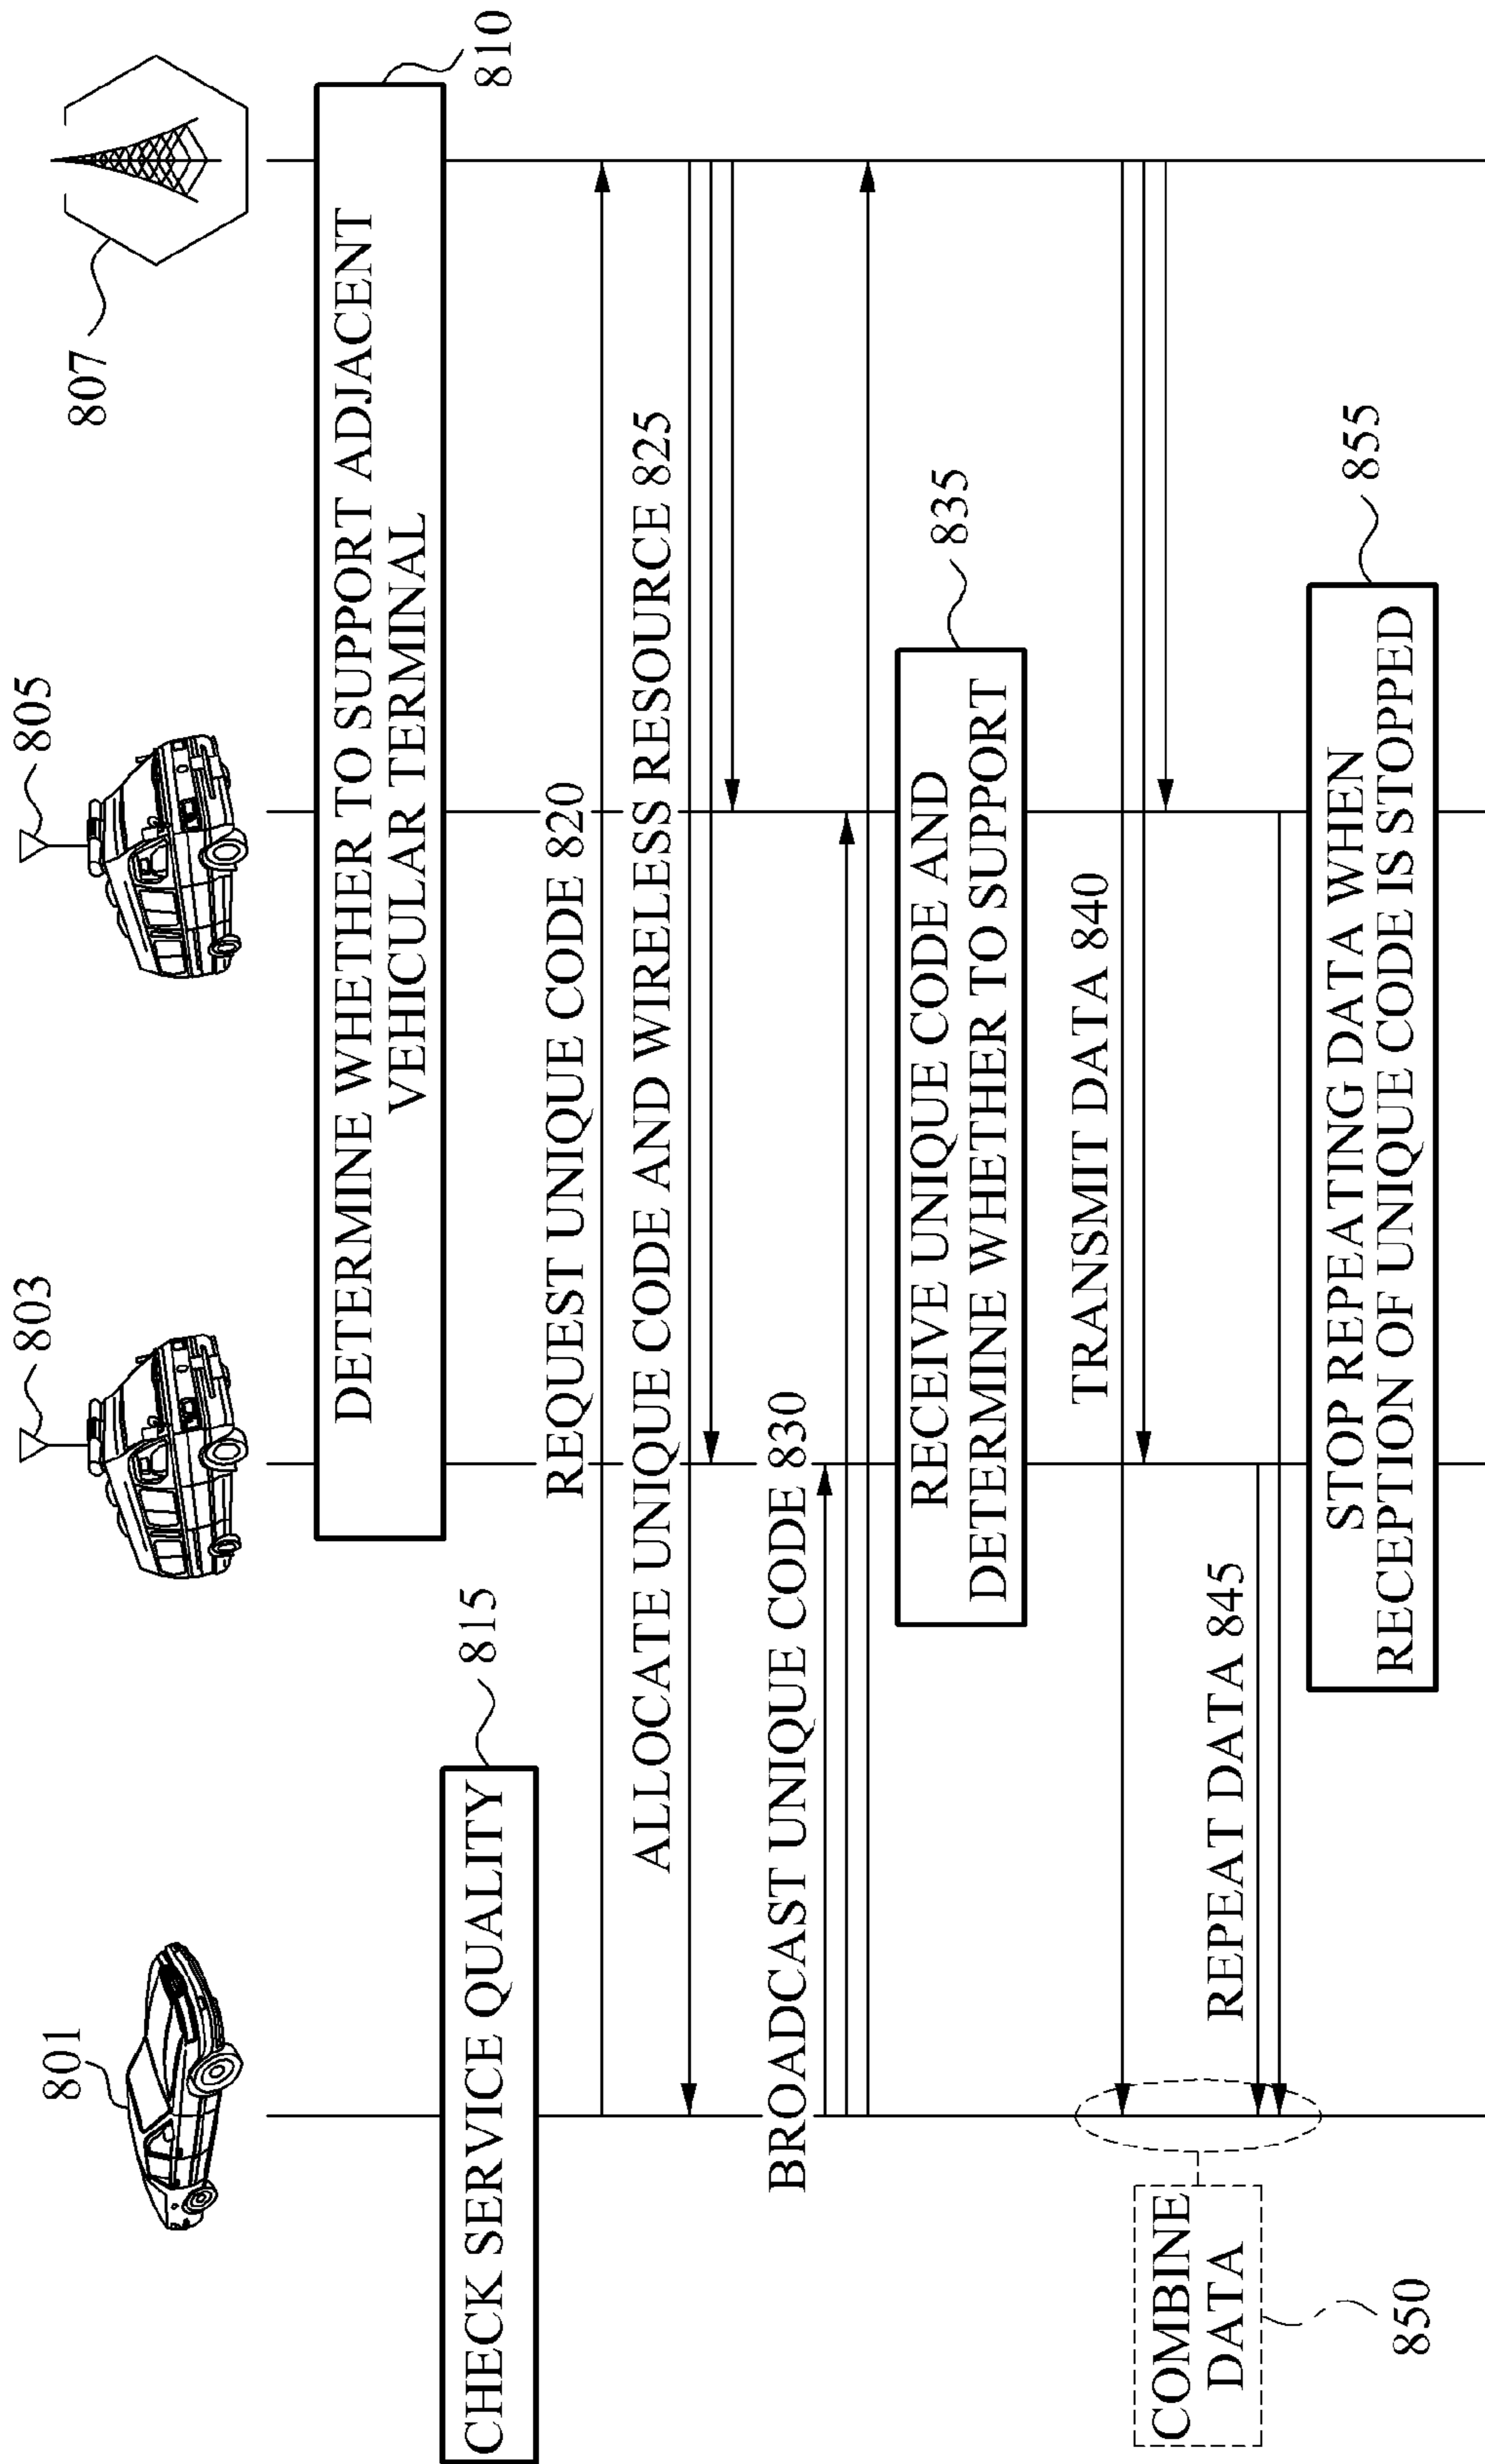 801
803
805
807
DETERMINE WHETHER TO SUPPORT ADJACENT
VEHICULAR TERMINAL
810
CHECK SERVICE QUALITY
815
REQUEST UNIQUE CODE 820
ALLOCATE UNIQUE CODE AND WIRELESS RESOURCE 825
BROADCAST UNIQUE CODE 830
RECEIVE UNIQUE CODE AND
DETERMINE WHETHER TO SUPPORT
835
TRANSMIT DATA 840
REPEAT DATA 845
COMBINE
DATA
850
STOP REPEATING DATA WHEN
RECEPTION OF UNIQUE CODE IS STOPPED
855